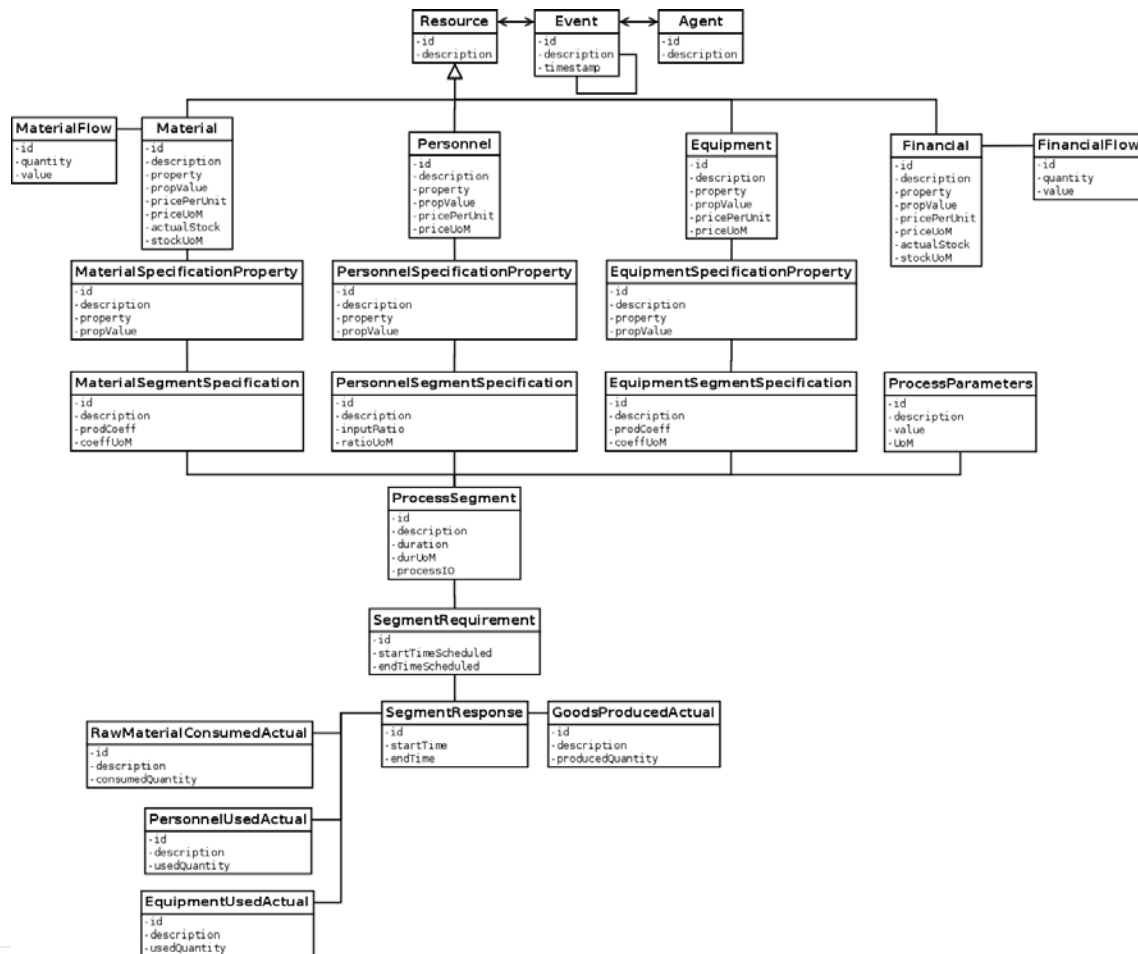 Resource
-id
-description
Event
-id
-description
-timestamp
Agent
-id
-description
MaterialFlow
-id
-quantity
-value
Material
-id
-description
-property
-propValue
-pricePerUnit
-priceUoM
-actualStock
-stockUoM
Personnel
-id
-description
-property
-propValue
-pricePerUnit
-priceUoM
Equipment
-id
-description
-property
-propValue
-pricePerUnit
-priceUoM
Financial
-id
-description
-property
-propValue
-pricePerUnit
-priceUoM
-actualStock
-stockUoM
FinancialFlow
-id
-quantity
-value
MaterialSpecificationProperty
-id
-description
-property
-propValue
PersonnelSpecificationProperty
-id
-description
-property
-propValue
EquipmentSpecificationProperty
-id
-description
-property
-propValue
MaterialSegmentSpecification
-id
-description
-prodCoeff
-coeffUoM
PersonnelSegmentSpecification
-id
-description
-inputRatio
-ratioUoM
EquipmentSegmentSpecification
-id
-description
-prodCoeff
-coeffUoM
ProcessParameters
-id
-description
-value
-UoM
ProcessSegment
-id
-description
-duration
-durUoM
-processIO
SegmentRequirement
-id
-startTimeScheduled
-endTimeScheduled
SegmentResponse
-id
-startTime
-endTime
GoodsProducedActual
-id
-description
-producedQuantity
RawMaterialConsumedActual
-id
-description
-consumedQuantity
PersonnelUsedActual
-id
-description
-usedQuantity
EquipmentUsedActual
-id
-description
-usedQuantity